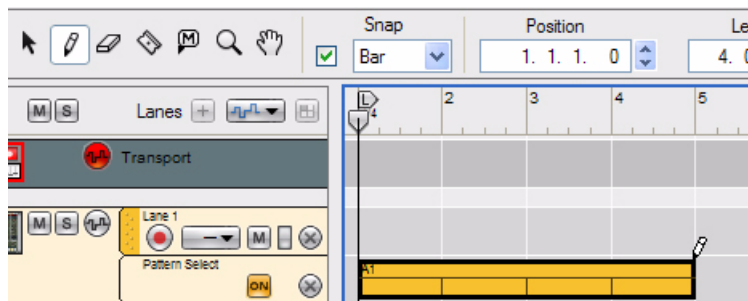 Snap Position Le
M
Bar 1. 1. 1. 0 4. 0
M S Lanes + L 4 2 3 4 5
Transport
M S Lane 1
M
Pattern Select A1
ON